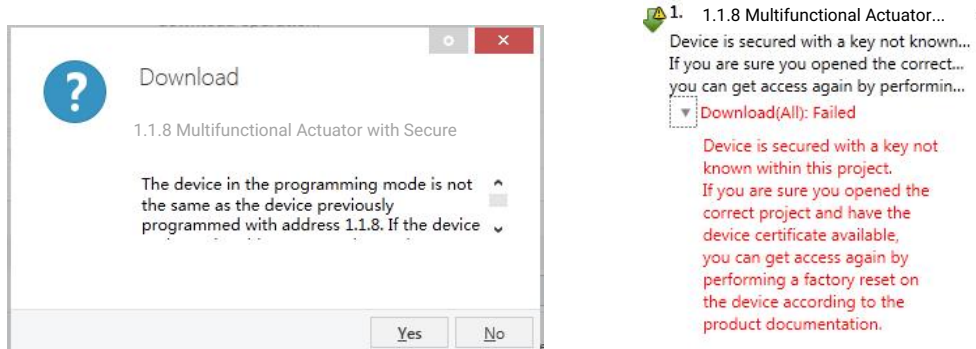 Download
1.1.8 Multifunctional Actuator with Secure
The device in the programming mode is not
the same as the device previously
programmed with address 1.1.8. If the device
Yes
No
1. 1.1.8 Multifunctional Actuator...
Device is secured with a key not known...
If you are sure you opened the correct...
you can get access again by performin...
Download(All): Failed
Device is secured with a key not
known within this project.
If you are sure you opened the
correct project and have the
device certificate available,
you can get access again by
performing a factory reset on
the device according to the
product documentation.